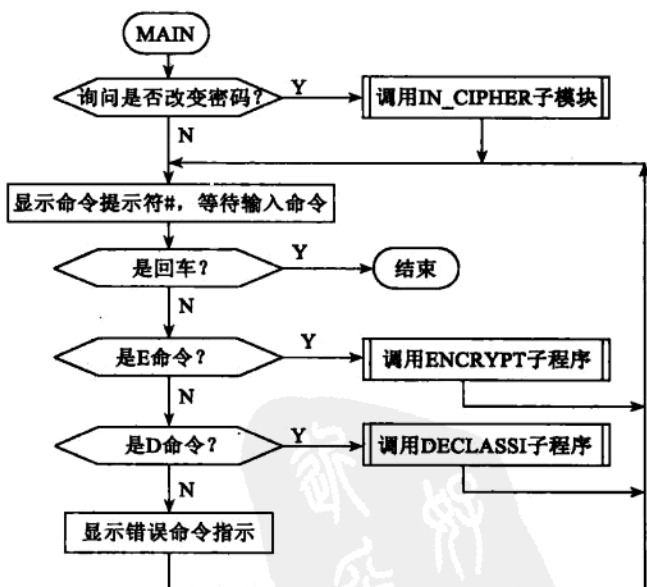 MAIN
询问是否改变密码?
Y
调用IN_CIPHER子模块
N
显示命令提示符#，等待输入命令
是回车?
Y
结束
N
是E命令?
Y
调用ENCRYPT子程序
N
是D命令?
Y
调用DECLASSI子程序
N
显示错误命令指示